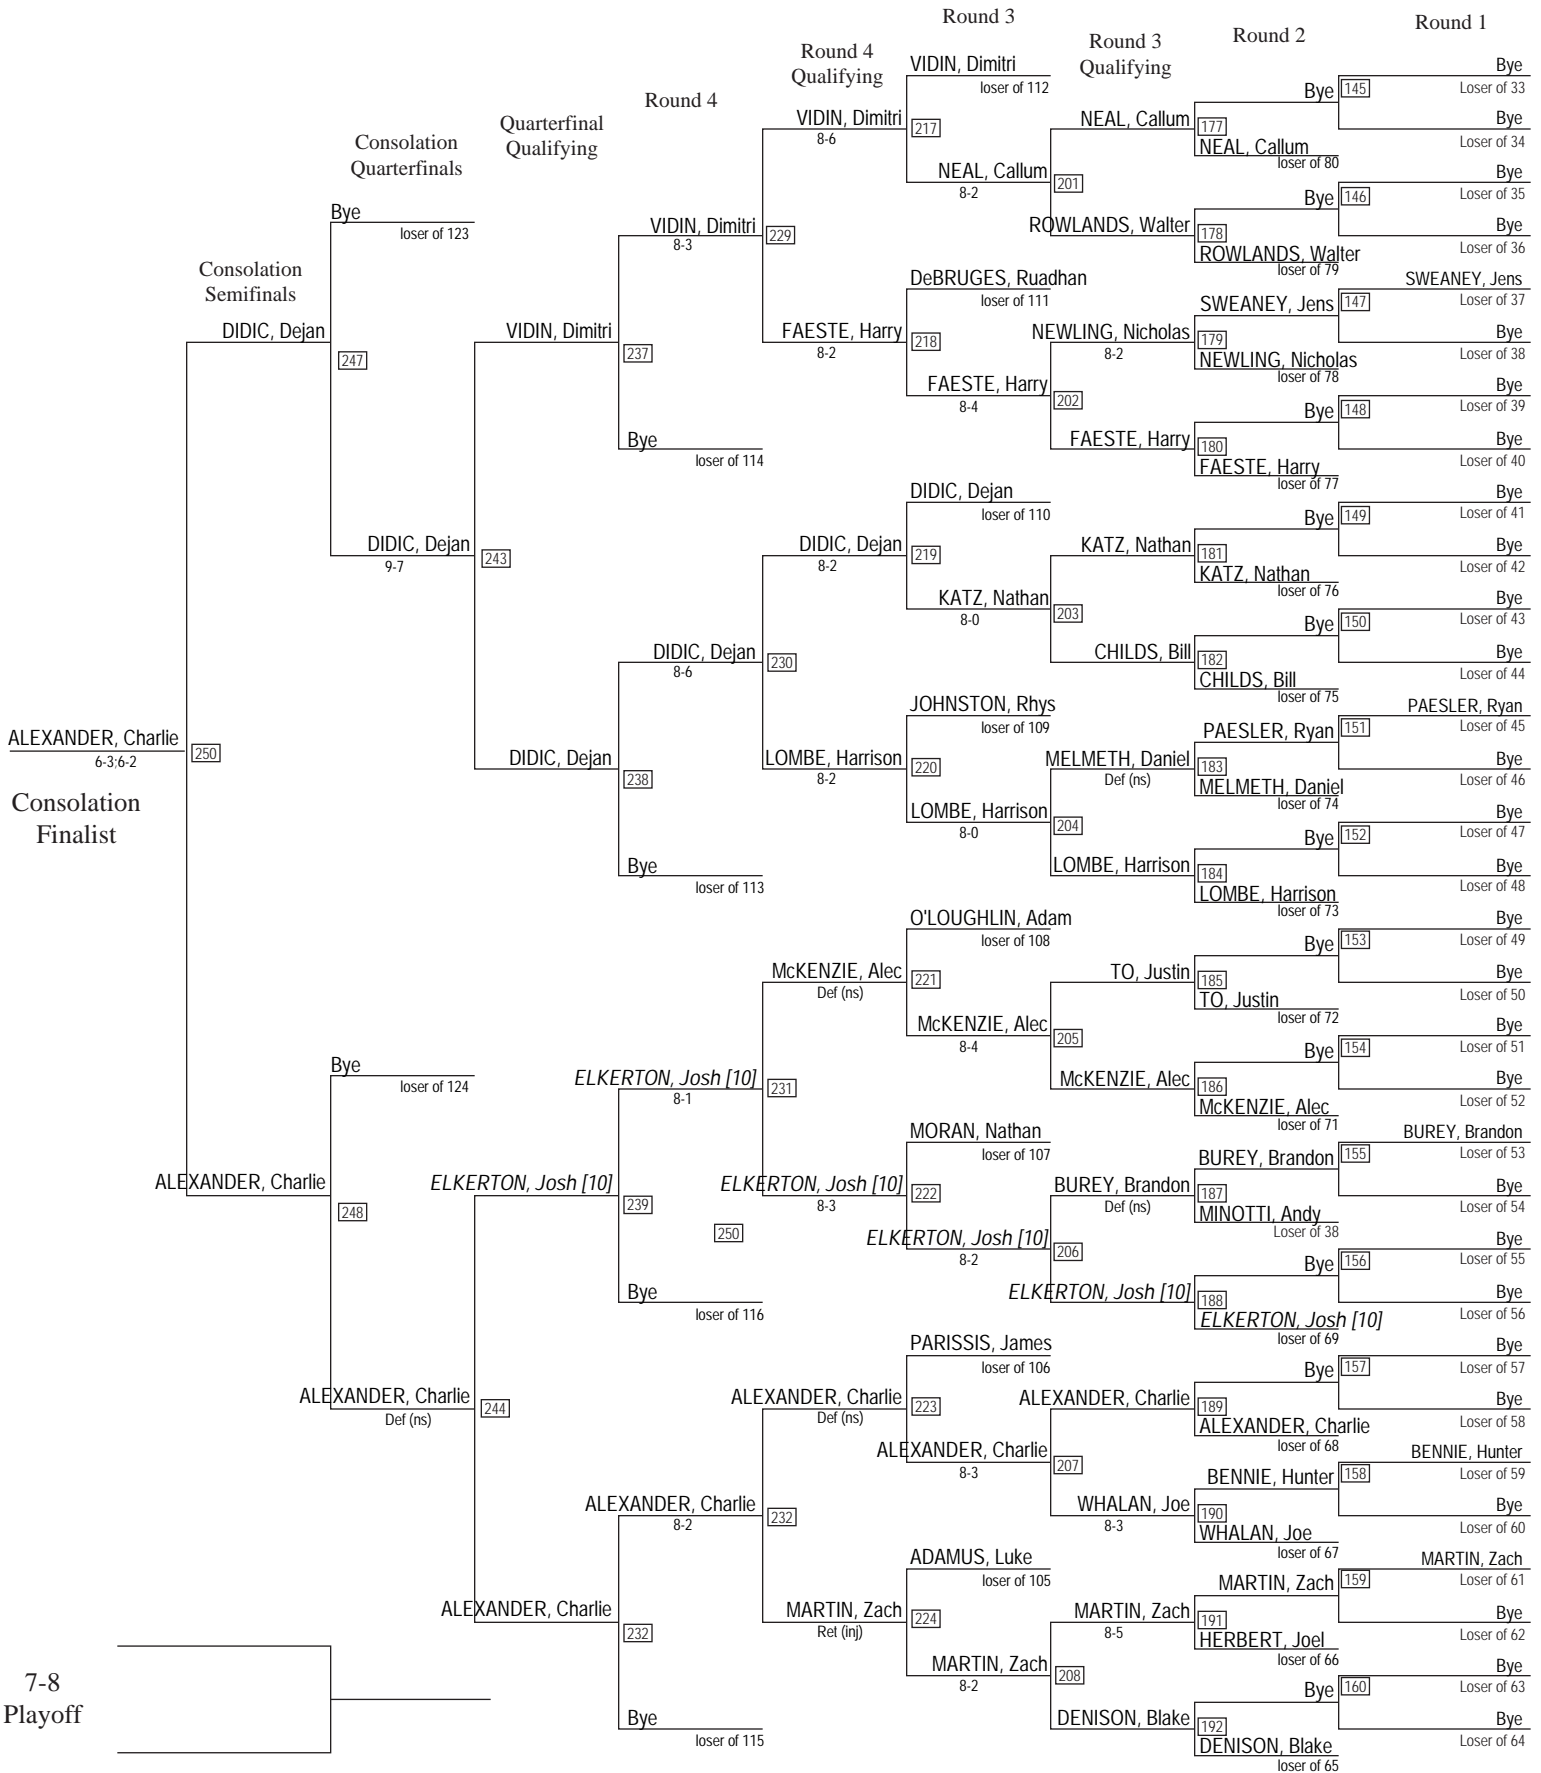 Round 3
Round 1
Round 2
Round 3
Qualifying
Round 4
Qualifying
Round 4
Quarterfinal
Qualifying
Consolation
Quarterfinals
Consolation
Semifinals
VIDIN, Dimitri
loser of 112
Bye
Loser of 33
Bye 145
VIDIN, Dimitri
8-6
217
NEAL, Callum
177
Bye
Loser of 34
NEAL, Callum
loser of 80
NEAL, Callum
8-2
201
Bye
Loser of 35
Bye 146
Bye
loser of 123
VIDIN, Dimitri
8-3
229
ROWLANDS, Walter
178
Bye
Loser of 36
ROWLANDS, Walter
loser of 79
DeBRUGES, Ruadhan
loser of 111
SWEANEY, Jens
Loser of 37
SWEANEY, Jens 147
DIDIC, Dejan
247
VIDIN, Dimitri
237
FAESTE, Harry
8-2
218
NEWLING, Nicholas
8-2
179
Bye
Loser of 38
NEWLING, Nicholas
loser of 78
FAESTE, Harry
8-4
202
Bye
Loser of 39
Bye 148
Bye
loser of 114
FAESTE, Harry
180
Bye
Loser of 40
FAESTE, Harry
loser of 77
DIDIC, Dejan
loser of 110
Bye
Loser of 41
Bye 149
DIDIC, Dejan
9-7
243
DIDIC, Dejan
8-2
219
KATZ, Nathan
181
Bye
Loser of 42
KATZ, Nathan
loser of 76
KATZ, Nathan
8-0
203
Bye
Loser of 43
Bye 150
DIDIC, Dejan
8-6
230
CHILDS, Bill
182
Bye
Loser of 44
CHILDS, Bill
loser of 75
JOHNSTON, Rhys
loser of 109
PAESLER, Ryan
Loser of 45
PAESLER, Ryan 151
ALEXANDER, Charlie
6-3;6-2
250
Consolation
Finalist
DIDIC, Dejan
238
LOMBE, Harrison
8-2
220
MELMETH, Daniel
Def (ns)
183
Bye
Loser of 46
MELMETH, Daniel
loser of 74
LOMBE, Harrison
8-0
204
Bye
Loser of 47
Bye 152
Bye
loser of 113
LOMBE, Harrison
184
Bye
Loser of 48
LOMBE, Harrison
loser of 73
O'LOUGHLIN, Adam
loser of 108
Bye
Loser of 49
Bye 153
McKENZIE, Alec
Def (ns)
221
TO, Justin
185
Bye
Loser of 50
TO, Justin
loser of 72
McKENZIE, Alec
8-4
205
Bye
Loser of 51
Bye 154
Bye
loser of 124
ELKERTON, Josh [10]
8-1
231
McKENZIE, Alec
186
Bye
Loser of 52
McKENZIE, Alec
loser of 71
MORAN, Nathan
loser of 107
BUREY, Brandon
Loser of 53
BUREY, Brandon 155
ALEXANDER, Charlie
248
ELKERTON, Josh [10]
239
ELKERTON, Josh [10]
8-3
222
BUREY, Brandon
Def (ns)
187
Bye
Loser of 54
MINOTTI, Andy
Loser of 38
250
ELKERTON, Josh [10]
8-2
206
Bye
Loser of 55
Bye 156
Bye
loser of 116
ELKERTON, Josh [10]
188
Bye
Loser of 56
ELKERTON, Josh [10]
loser of 69
PARISSIS, James
loser of 106
Bye
Loser of 57
Bye 157
ALEXANDER, Charlie
Def (ns)
244
ALEXANDER, Charlie
Def (ns)
223
ALEXANDER, Charlie
189
Bye
Loser of 58
ALEXANDER, Charlie
loser of 68
ALEXANDER, Charlie
8-3
207
BENNIE, Hunter
Loser of 59
BENNIE, Hunter 158
ALEXANDER, Charlie
8-2
232
WHALAN, Joe
8-3
190
Bye
Loser of 60
WHALAN, Joe
loser of 67
ADAMUS, Luke
loser of 105
MARTIN, Zach
Loser of 61
MARTIN, Zach 159
ALEXANDER, Charlie
232
MARTIN, Zach
Ret (inj)
224
MARTIN, Zach
8-5
191
Bye
Loser of 62
HERBERT, Joel
loser of 66
MARTIN, Zach
8-2
208
Bye
Loser of 63
Bye 160
7-8
Playoff
Bye
loser of 115
DENISON, Blake
192
Bye
Loser of 64
DENISON, Blake
loser of 65